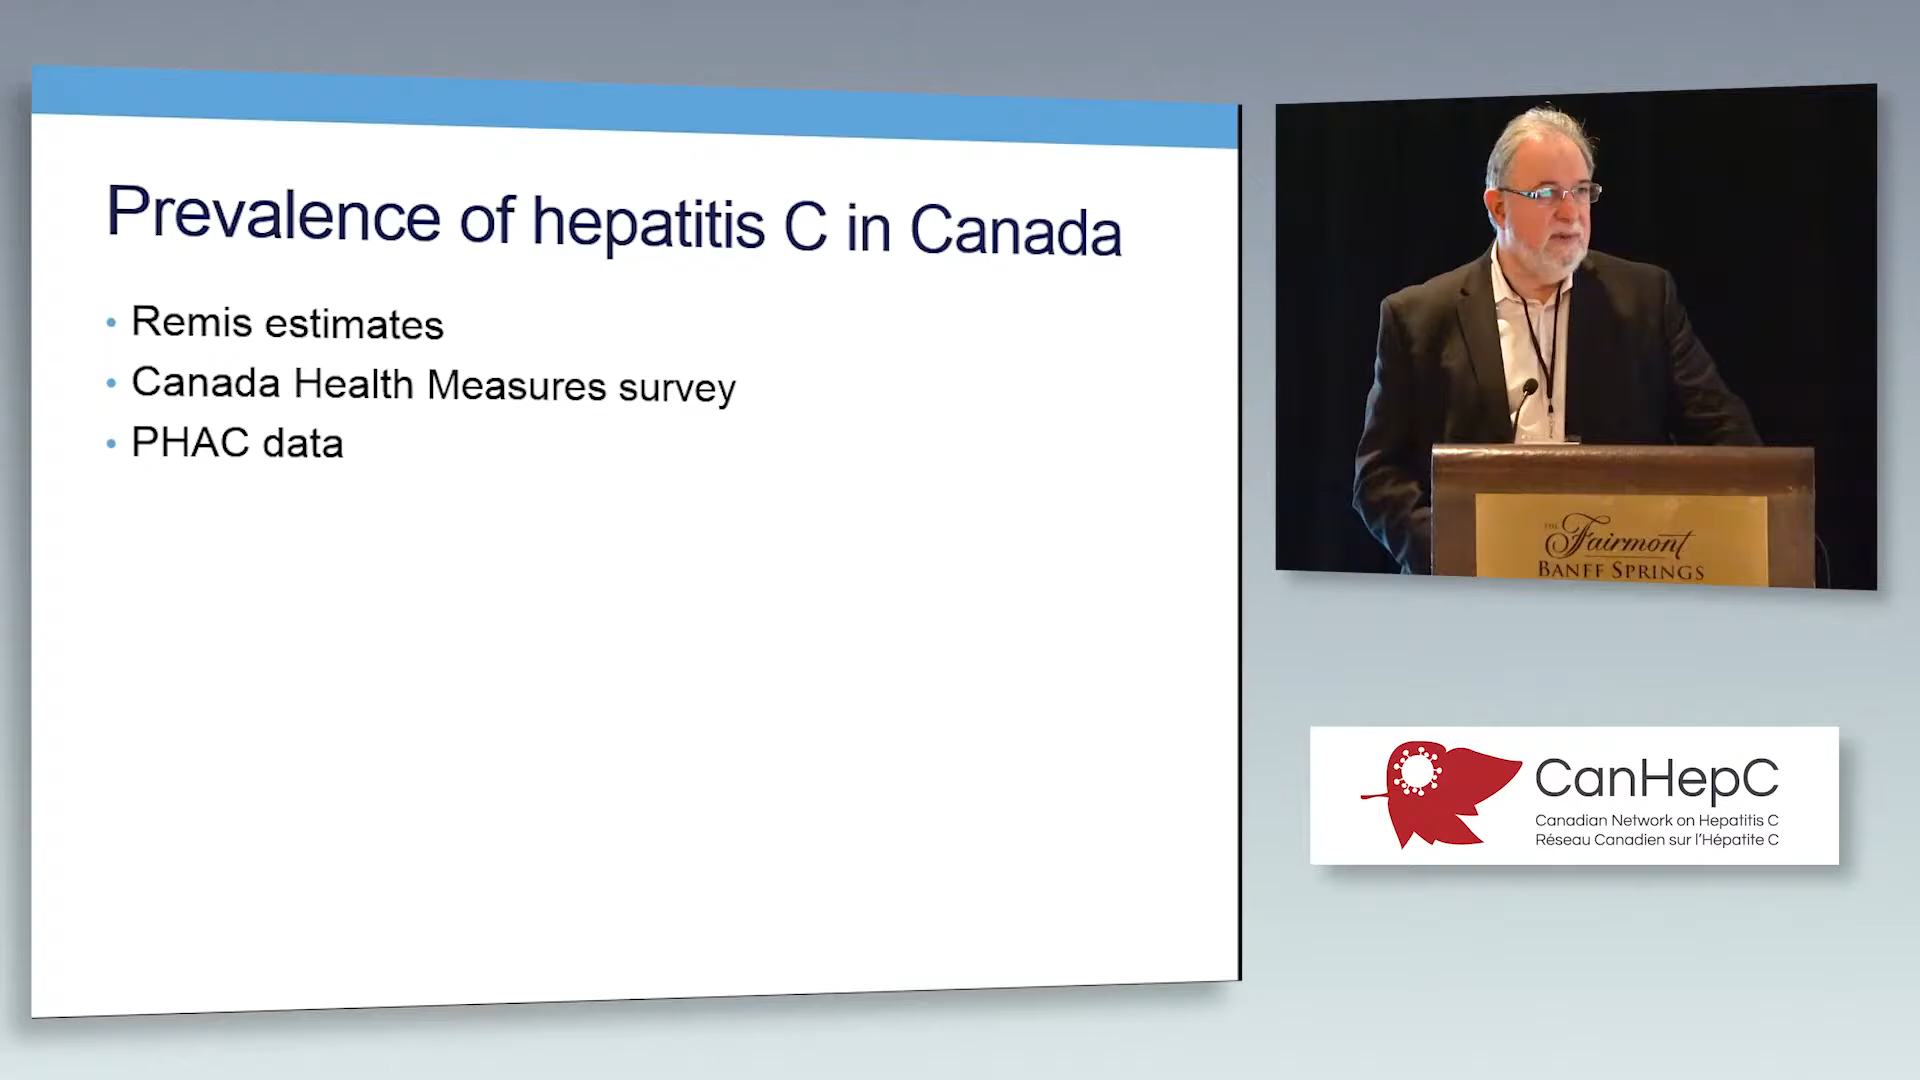 Prevalence of hepatitis C in Canada
• Remis estimates
• Canada Health Measures survey
• PHAC data
THE
Fairmont
BANFF SPRINGS
CanHepC
Canadian Network on Hepatitis C
Réseau Canadien sur l'Hépatite C